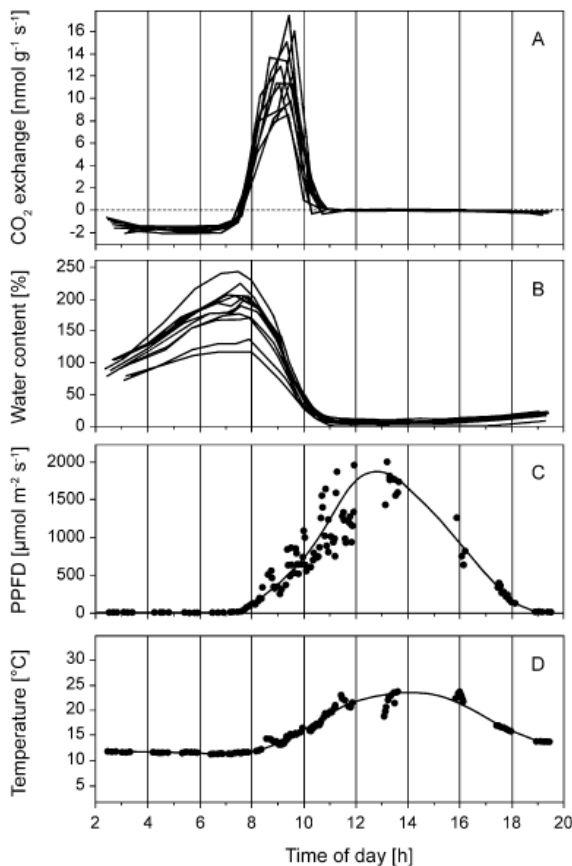 A
CO₂ exchange [nmol g⁻¹ s⁻¹]
16
14
12
10
8
6
4
2
0
-2
B
Water content [%]
250
200
150
100
50
0
C
PPFD [µmol m⁻² s⁻¹]
2000
1500
1000
500
0
D
Temperature [°C]
30
25
20
15
10
5
2 4 6 8 10 12 14 16 18 20
Time of day [h]